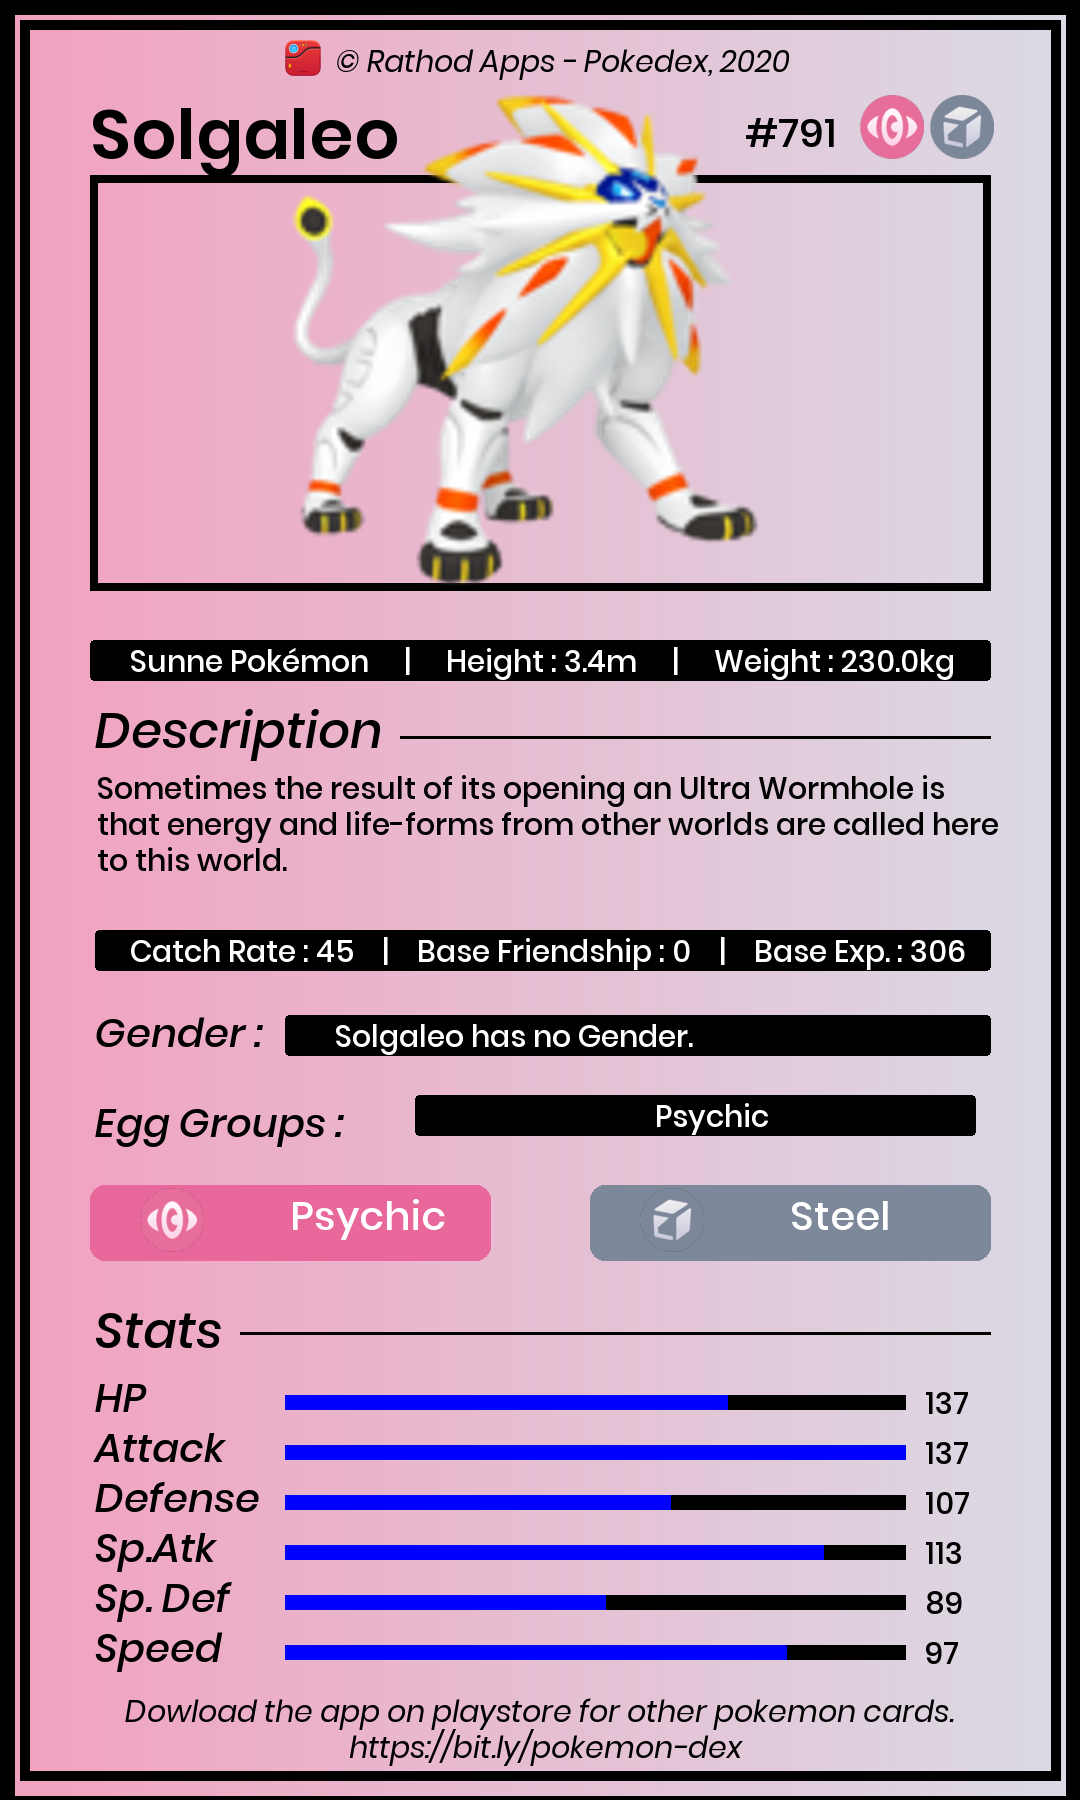 © Rathod Apps - Pokedex, 2020
Solgaleo
#791
Sunne Pokémon | Height : 3.4m | Weight : 230.0kg
Description
Sometimes the result of its opening an Ultra Wormhole is
that energy and life-forms from other worlds are called here
to this world.
Catch Rate : 45 | Base Friendship : 0 | Base Exp. : 306
Gender : Solgaleo has no Gender.
Egg Groups : Psychic
Psychic Steel
Stats
HP 137
Attack 137
Defense 107
Sp.Atk 113
Sp. Def 89
Speed 97
Dowload the app on playstore for other pokemon cards.
https://bit.ly/pokemon-dex